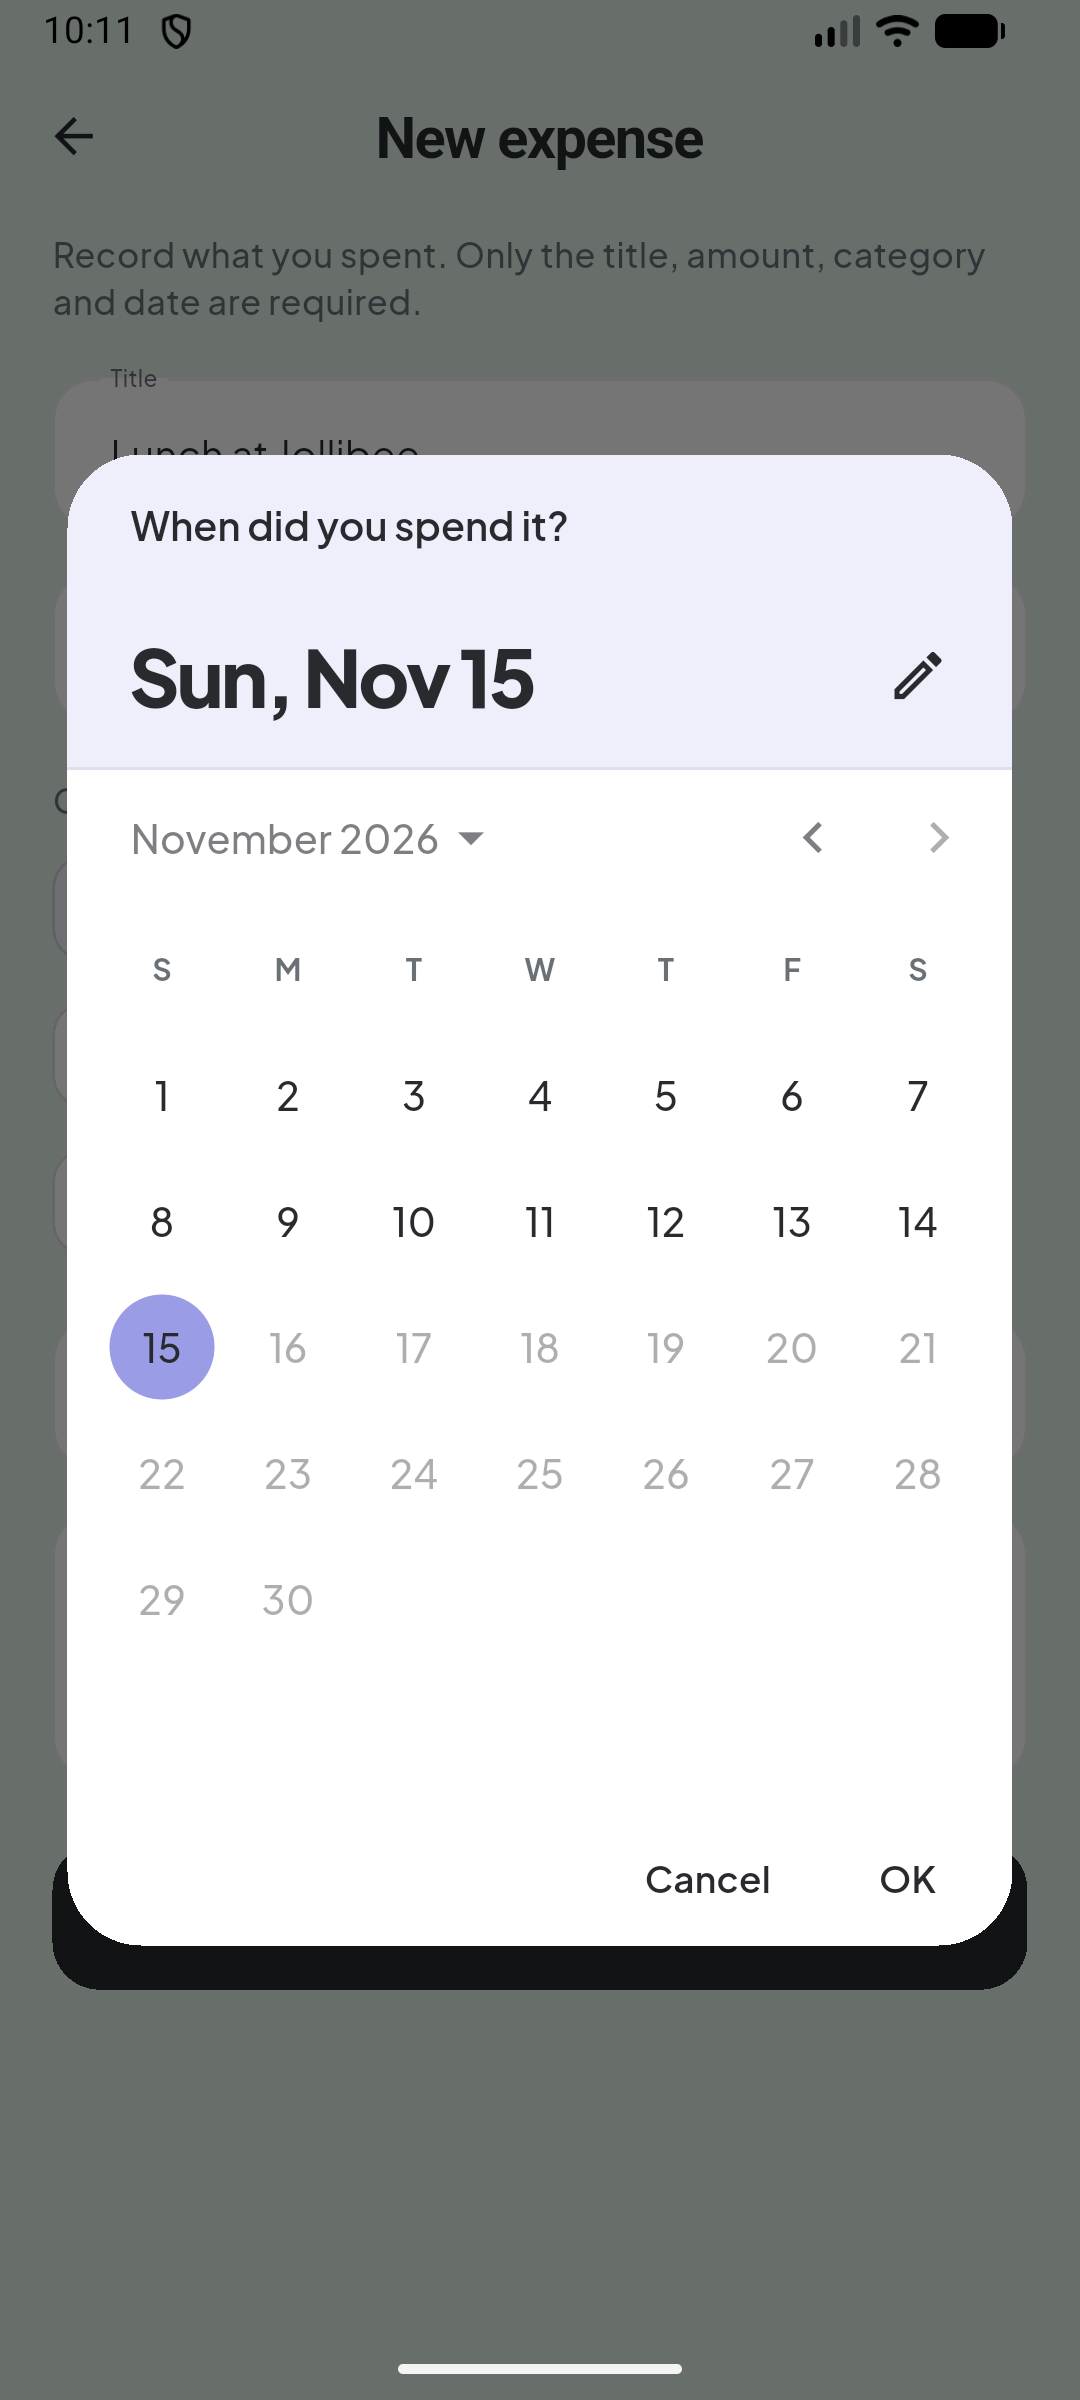 10:11
New expense
Record what you spent. Only the title, amount, category
and date are required.
Title
Lunch at Jollibee
When did you spend it?
Sun, Nov 15
November 2026
S M T W T F S
1 2 3 4 5 6 7
8 9 10 11 12 13 14
15 16 17 18 19 20 21
22 23 24 25 26 27 28
29 30
Cancel OK